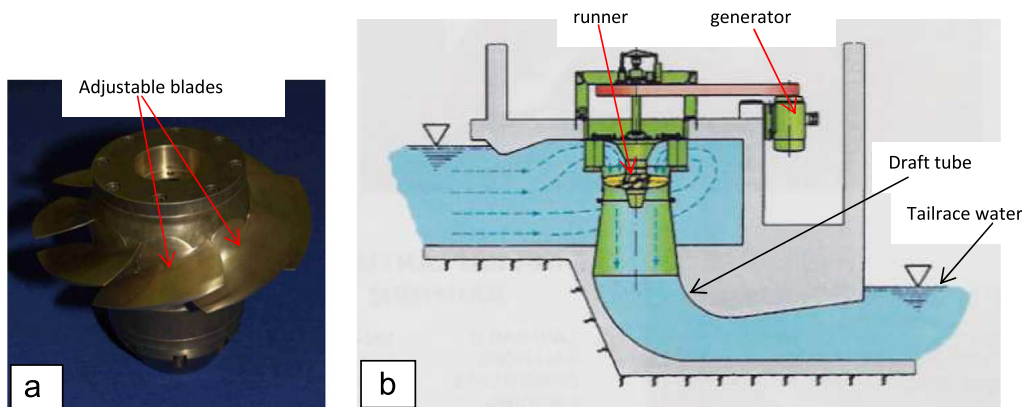 Adjustable blades
a
runner
generator
Draft tube
Tailrace water
b